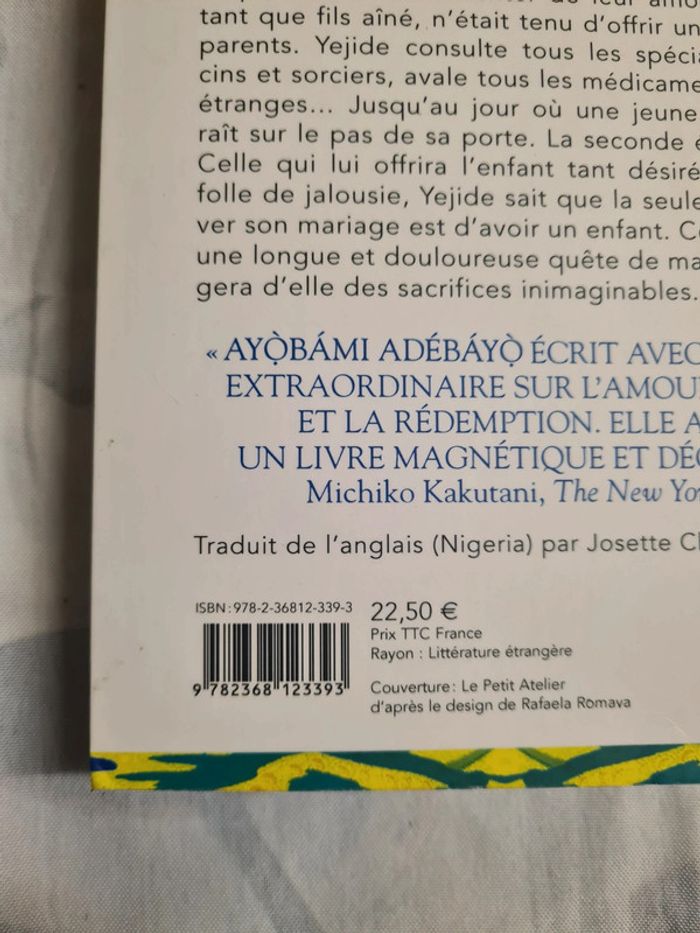 tant que fils aîné, n'était tenu d'offrir un
parents. Yejide consulte tous les spécia
cins et sorciers, avale tous les médicame
étranges... Jusqu'au jour où une jeune
raît sur le pas de sa porte. La seconde é
Celle qui lui offrira l'enfant tant désiré
folle de jalousie, Yejide sait que la seule
ver son mariage est d'avoir un enfant. C
une longue et douloureuse quête de ma
gera d'elle des sacrifices inimaginables.
« AYỌ̀BÁMI ADÉBÁYỌ̀ ÉCRIT AVEC
EXTRAORDINAIRE SUR L'AMOU
ET LA RÉDEMPTION. ELLE A
UN LIVRE MAGNÉTIQUE ET DÉ
Michiko Kakutani, The New Yo
Traduit de l'anglais (Nigeria) par Josette Ch
ISBN : 978-2-36812-339-3
22,50 €
Prix TTC France
Rayon : Littérature étrangère
9 782368 123393
Couverture : Le Petit Atelier
d'après le design de Rafaela Romava